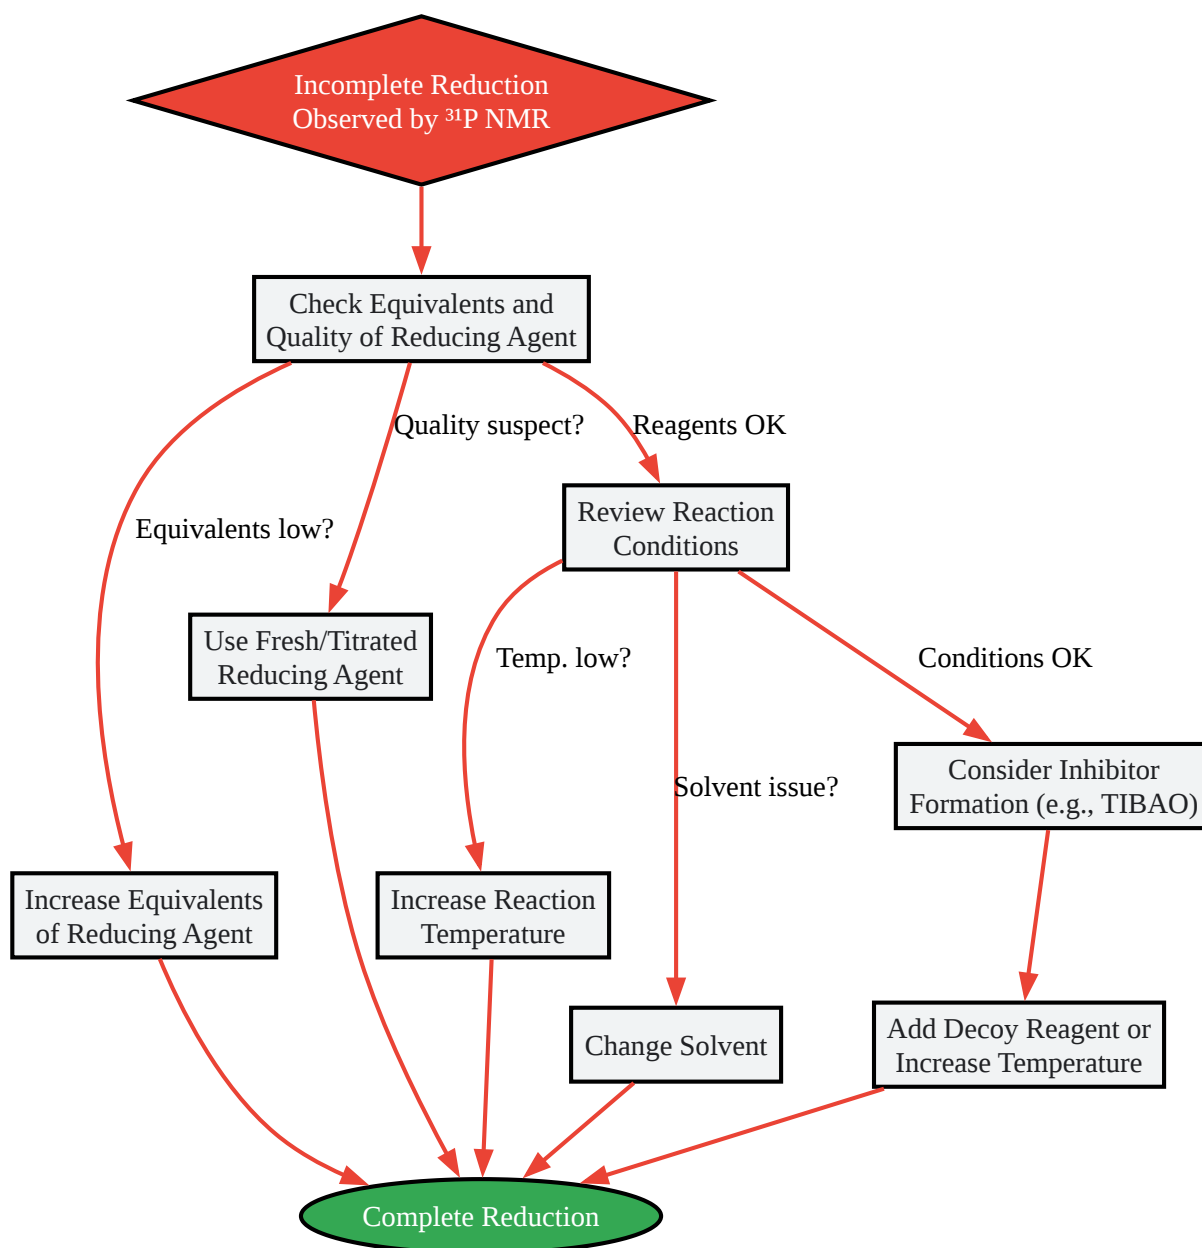 Incomplete Reduction
Observed by ³¹P NMR
Check Equivalents and
Quality of Reducing Agent
Quality suspect?
Reagents OK
Equivalents low?
Review Reaction
Conditions
Use Fresh/Titrated
Reducing Agent
Temp. low?
Conditions OK
Solvent issue?
Consider Inhibitor
Formation (e.g., TIBAO)
Increase Equivalents
of Reducing Agent
Increase Reaction
Temperature
Change Solvent
Add Decoy Reagent or
Increase Temperature
Complete Reduction